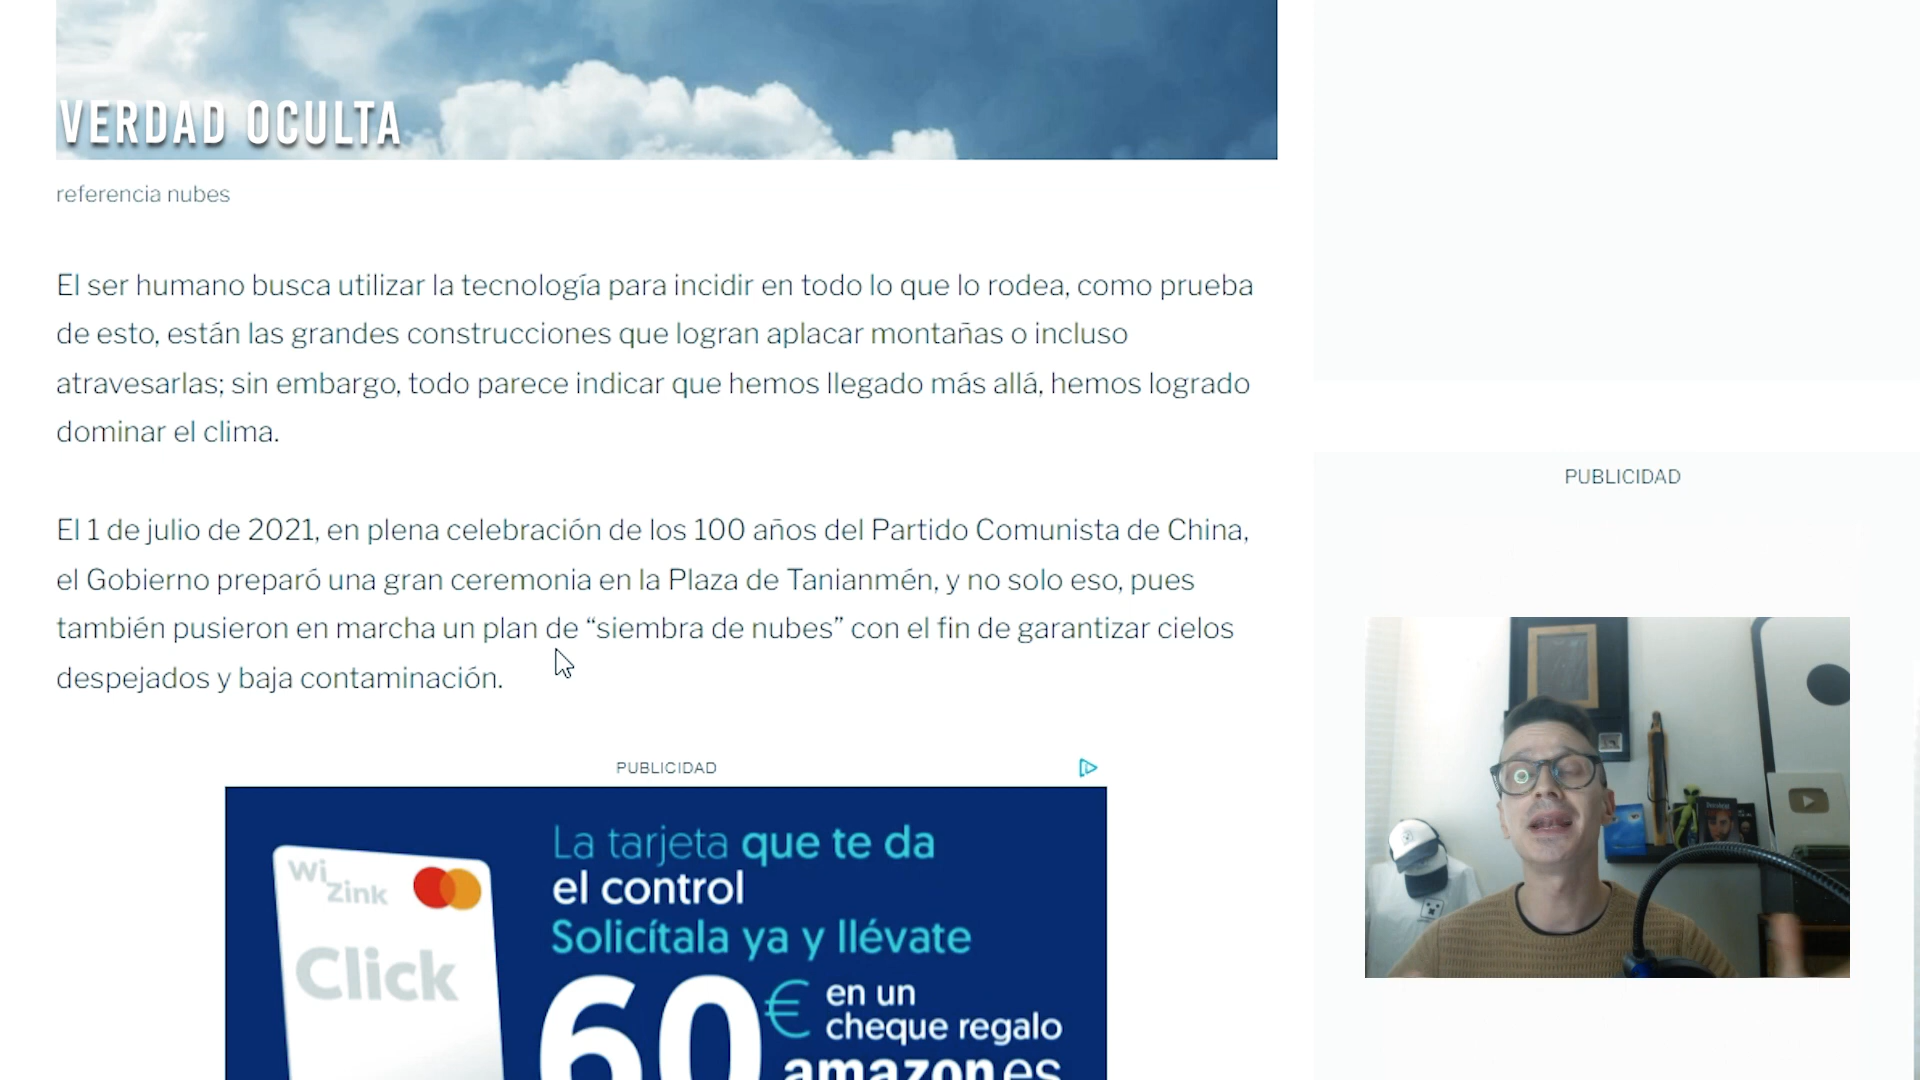 VERDAD OCULTA
referencia nubes
El ser humano busca utilizar la tecnología para incidir en todo lo que lo rodea, como prueba
de esto, están las grandes construcciones que logran aplacar montañas o incluso
atravesarlas; sin embargo, todo parece indicar que hemos llegado más allá, hemos logrado
dominar el clima.
El 1 de julio de 2021, en plena celebración de los 100 años del Partido Comunista de China,
el Gobierno preparó una gran ceremonia en la Plaza de Tanianmén, y no solo eso, pues
también pusieron en marcha un plan de “siembra de nubes” con el fin de garantizar cielos
despejados y baja contaminación.
PUBLICIDAD
PUBLICIDAD
Wi
Zink
Click
La tarjeta que te da
el control
Solicítala ya y llévate
60€ en un
cheque regalo
amazon.es